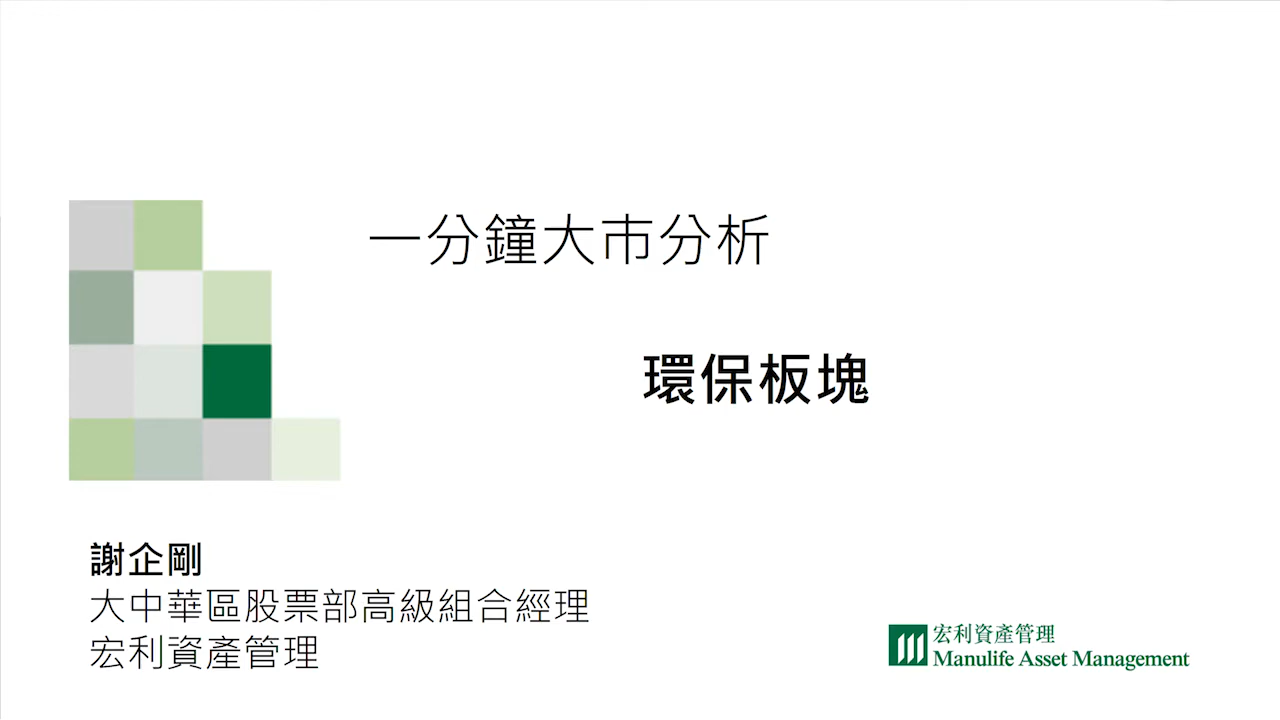 一分鐘大市分析
環保板塊
謝企剛
大中華區股票部高級組合經理
宏利資產管理
宏利資產管理
Manulife Asset Management